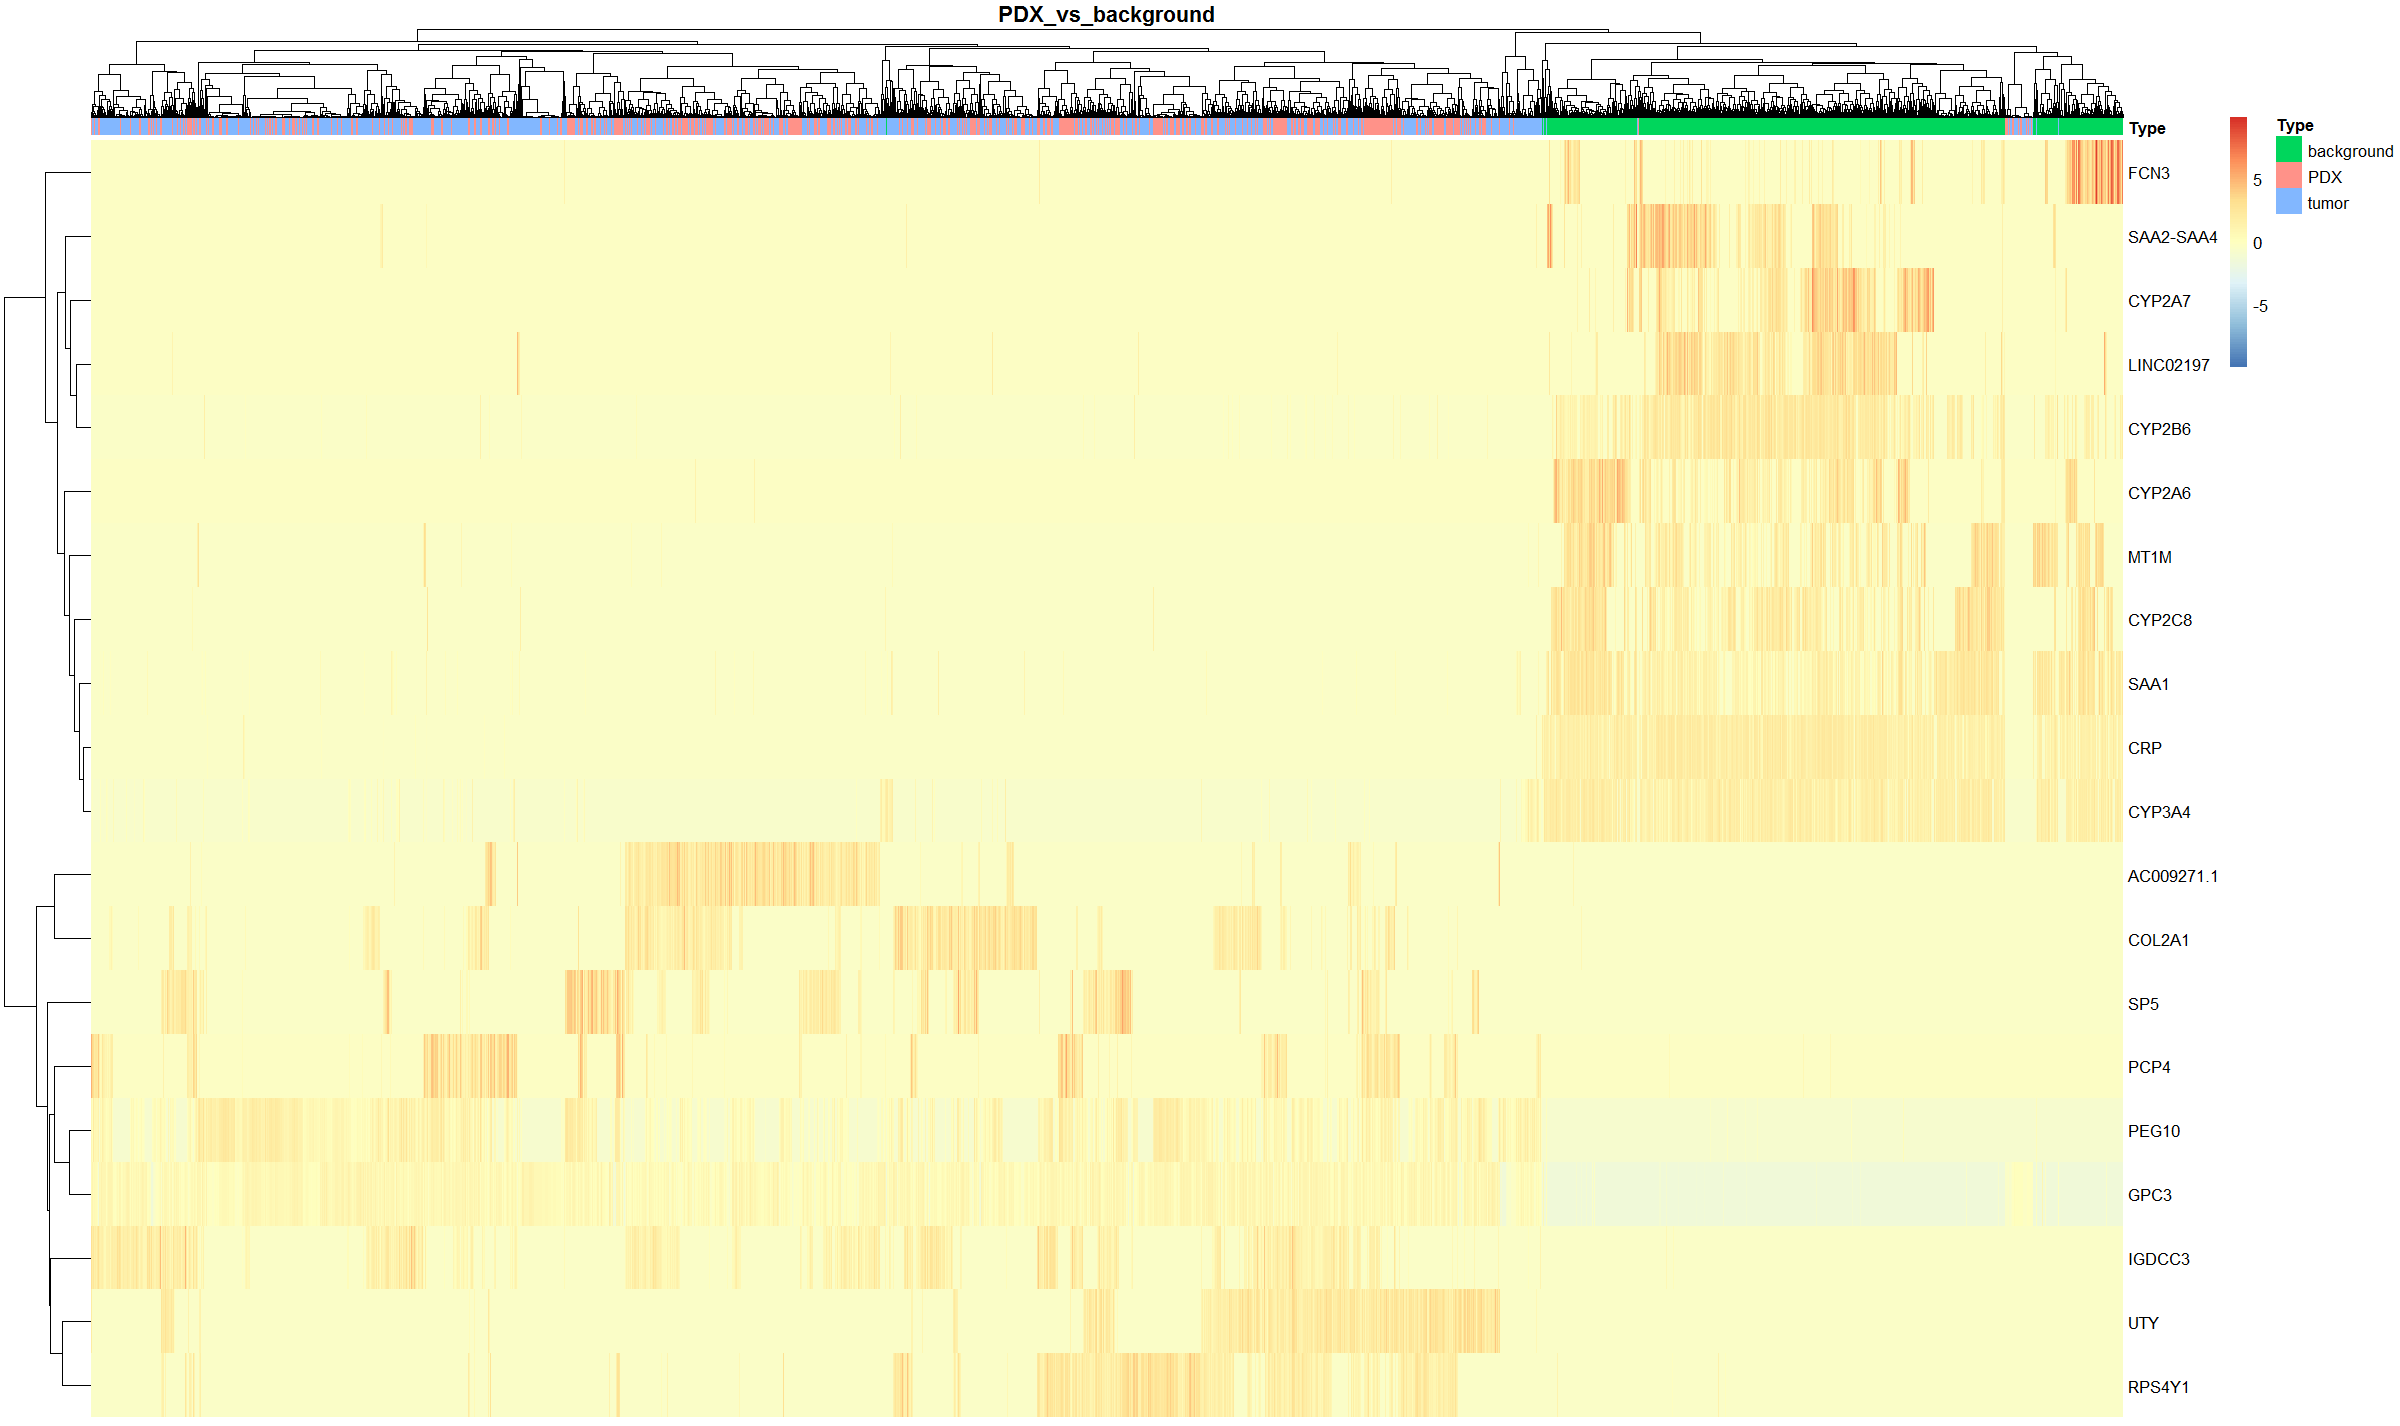 PDX_vs_background
Type
FCN3
SAA2-SAA4
CYP2A7
LINC02197
CYP2B6
CYP2A6
MT1M
CYP2C8
SAA1
CRP
CYP3A4
AC009271.1
COL2A1
SP5
PCP4
PEG10
GPC3
IGDCC3
UTY
RPS4Y1
5
0
-5
Type
background
PDX
tumor